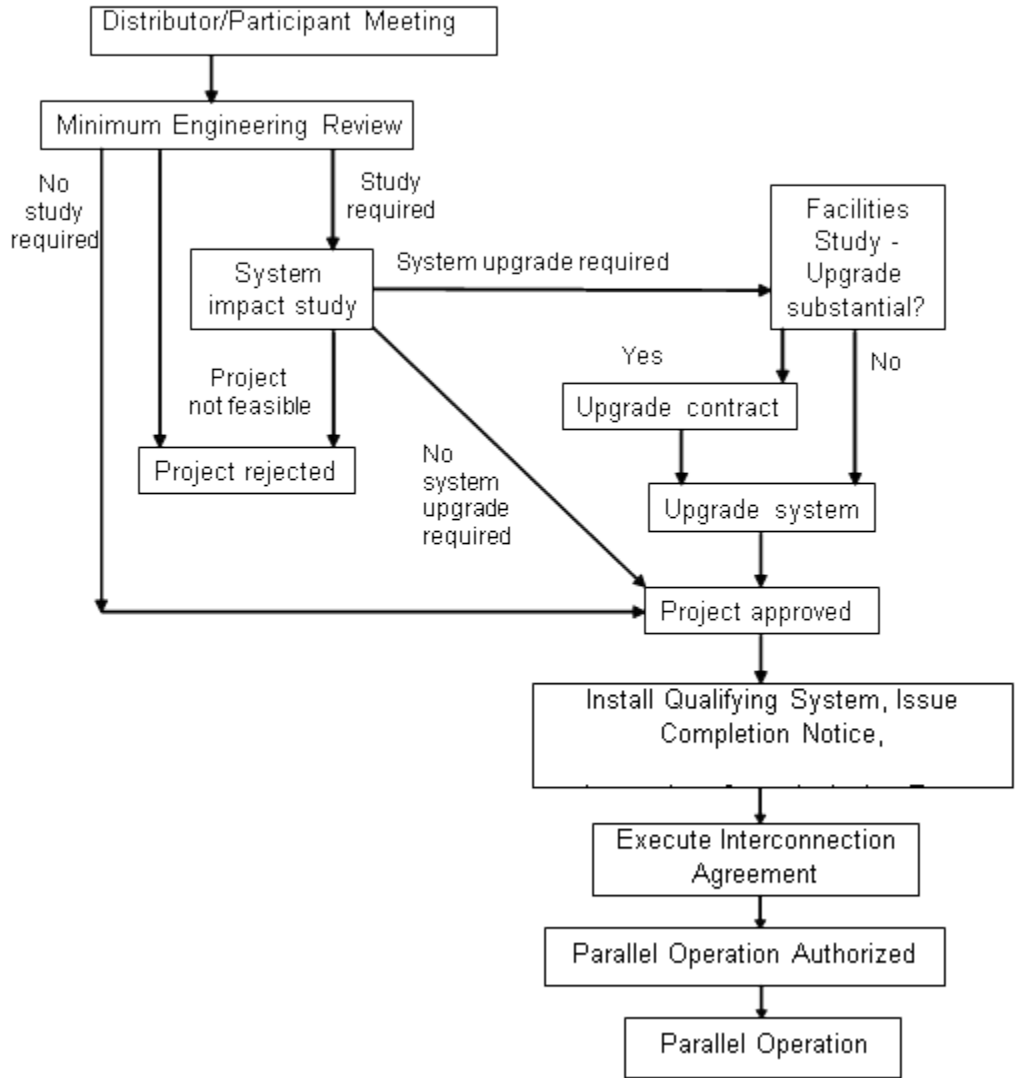 Distributor/Participant Meeting
Minimum Engineering Review
No
study
required
Study
required
System
impact study
System upgrade required
Facilities
Study -
Upgrade
substantial?
Yes
No
Project
not feasible
Upgrade contract
Project rejected
No
system
upgrade
required
Upgrade system
Project approved
Install Qualifying System, Issue
Completion Notice,
Execute Interconnection
Agreement
Parallel Operation Authorized
Parallel Operation